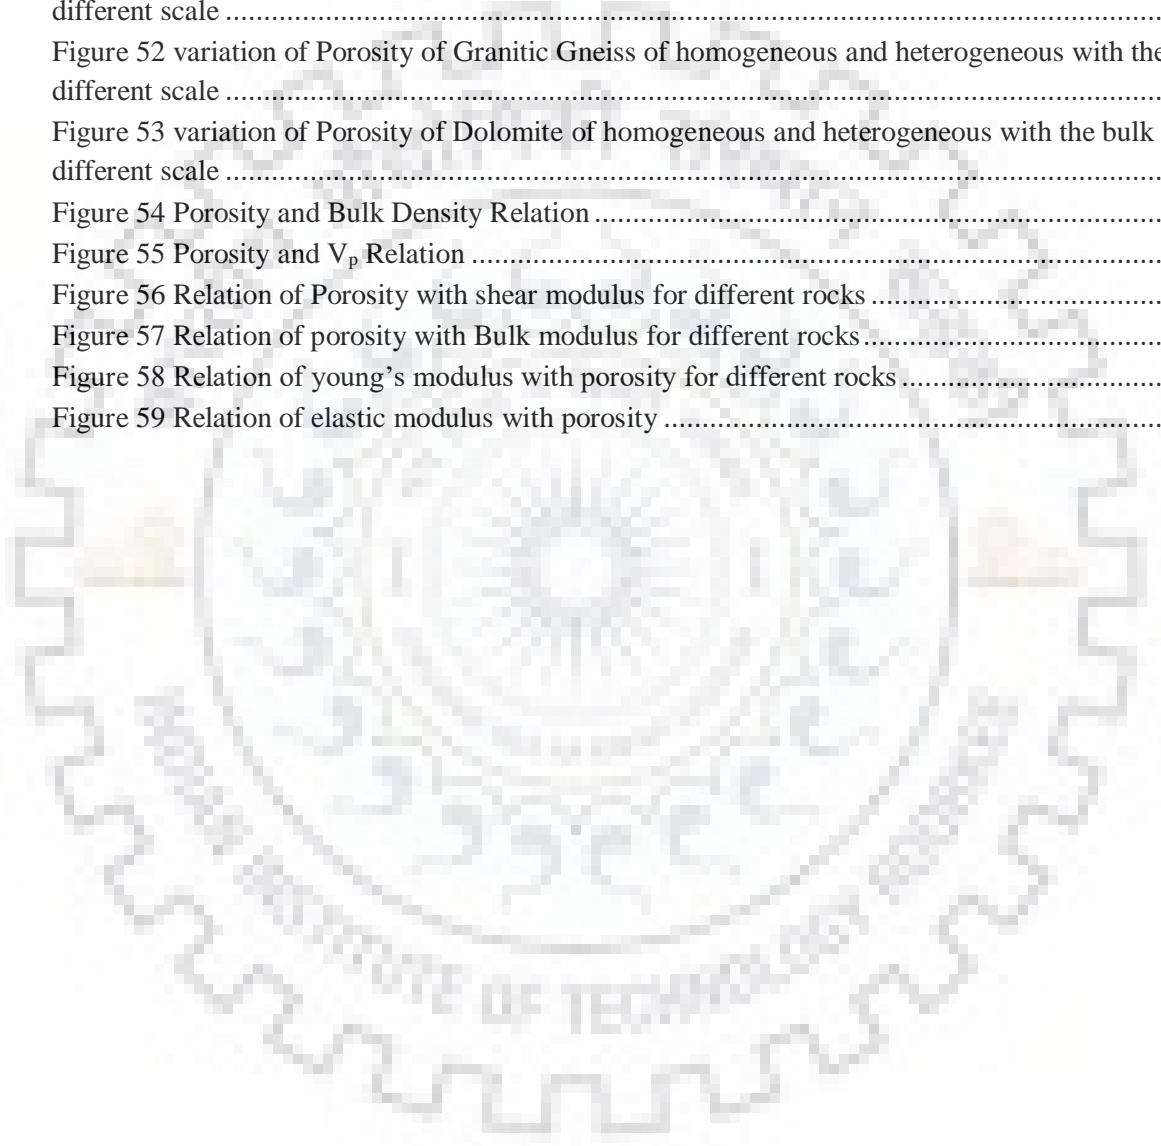 different scale ................................................................................................................................
Figure 52 variation of Porosity of Granitic Gneiss of homogeneous and heterogeneous with the
different scale ................................................................................................................................
Figure 53 variation of Porosity of Dolomite of homogeneous and heterogeneous with the bulk
different scale ................................................................................................................................
Figure 54 Porosity and Bulk Density Relation ...........................................................................
Figure 55 Porosity and Vp Relation ............................................................................................
Figure 56 Relation of Porosity with shear modulus for different rocks ......................................
Figure 57 Relation of porosity with Bulk modulus for different rocks .......................................
Figure 58 Relation of young's modulus with porosity for different rocks ..................................
Figure 59 Relation of elastic modulus with porosity ..................................................................
INSTITUTE OF TECHNOLOGY